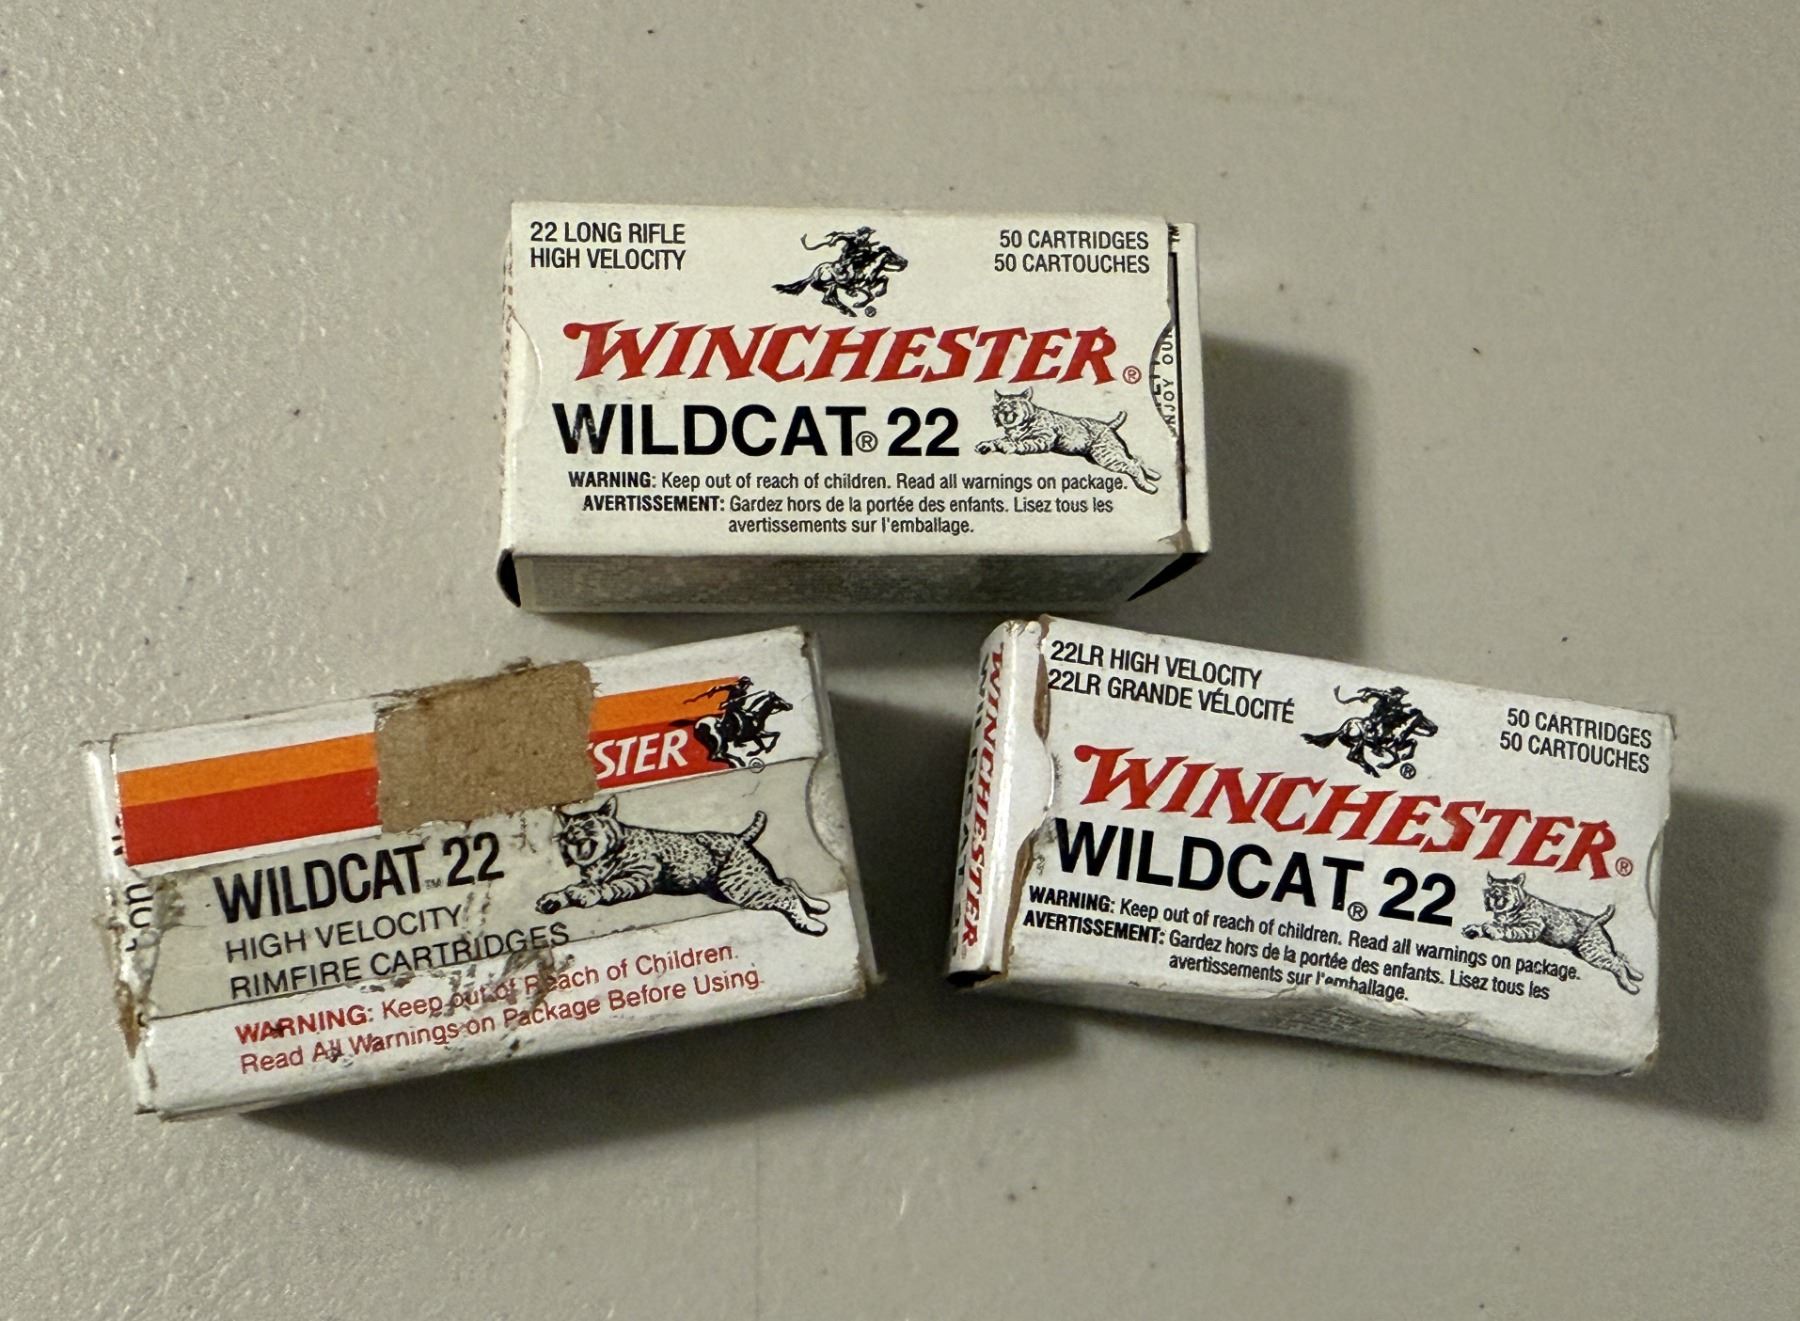 22 LONG RIFLE
HIGH VELOCITY
50 CARTRIDGES
50 CARTOUCHES
WINCHESTER®
WILDCAT® 22
WARNING: Keep out of reach of children. Read all warnings on package.
AVERTISSEMENT: Gardez hors de la portée des enfants. Lisez tous les
avertissements sur l'emballage.
STER
WILDCAT™ 22
HIGH VELOCITY
RIMFIRE CARTRIDGES
WARNING: Keep out of Reach of Children.
Read All Warnings on Package Before Using.
22LR HIGH VELOCITY
22LR GRANDE VÉLOCITÉ
50 CARTRIDGES
50 CARTOUCHES
WINCHESTER®
WILDCAT® 22
WARNING: Keep out of reach of children. Read all warnings on package.
AVERTISSEMENT: Gardez hors de la portée des enfants. Lisez tous les
avertissements sur l'emballage.
WINCHESTER